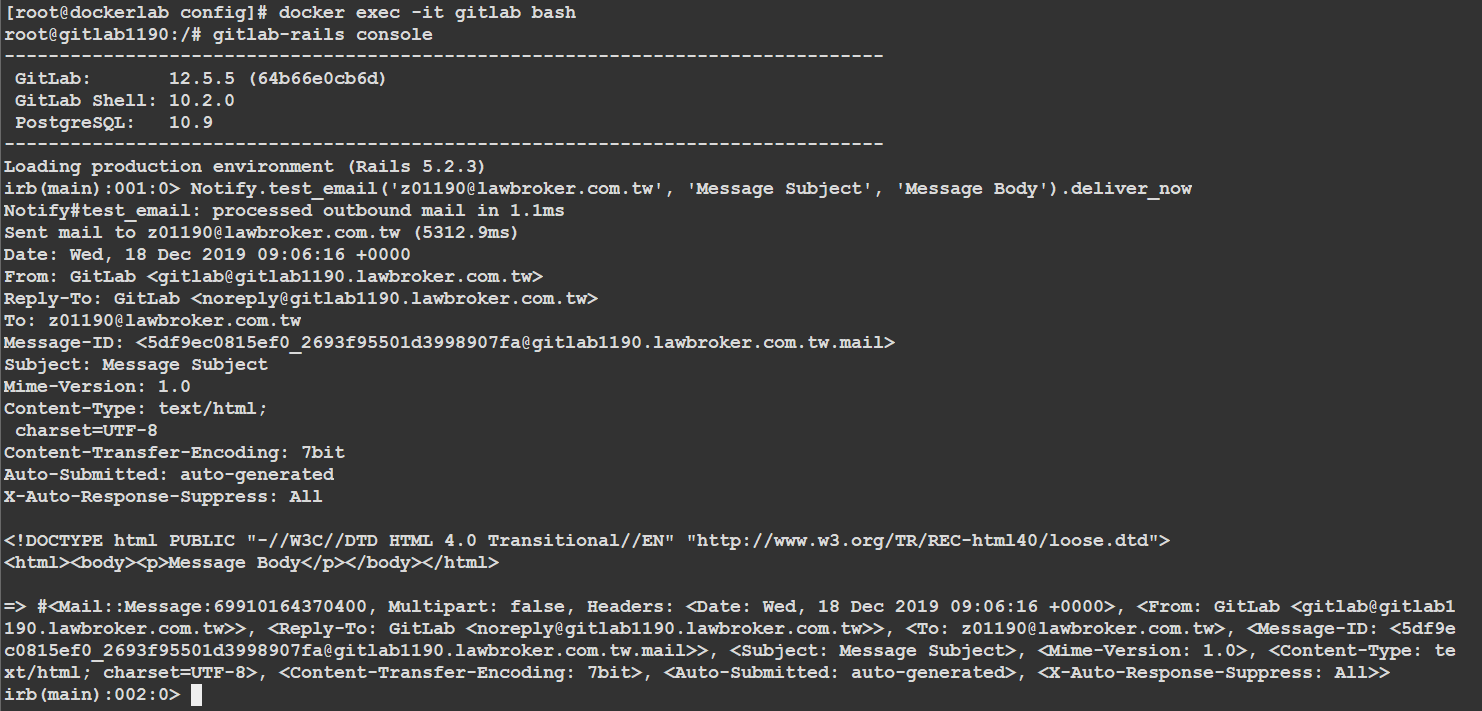 [root@dockerlab config]# docker exec -it gitlab bash
root@gitlab1190:/# gitlab-rails console
--------------------------------------------------------------------------------
 GitLab:       12.5.5 (64b66e0cb6d)
 GitLab Shell: 10.2.0
 PostgreSQL:   10.9
--------------------------------------------------------------------------------
Loading production environment (Rails 5.2.3)
irb(main):001:0> Notify.test_email('z01190@lawbroker.com.tw', 'Message Subject', 'Message Body').deliver_now
Notify#test_email: processed outbound mail in 1.1ms
Sent mail to z01190@lawbroker.com.tw (5312.9ms)
Date: Wed, 18 Dec 2019 09:06:16 +0000
From: GitLab <gitlab@gitlab1190.lawbroker.com.tw>
Reply-To: GitLab <noreply@gitlab1190.lawbroker.com.tw>
To: z01190@lawbroker.com.tw
Message-ID: <5df9ec0815ef0_2693f95501d3998907fa@gitlab1190.lawbroker.com.tw.mail>
Subject: Message Subject
Mime-Version: 1.0
Content-Type: text/html;
 charset=UTF-8
Content-Transfer-Encoding: 7bit
Auto-Submitted: auto-generated
X-Auto-Response-Suppress: All

<!DOCTYPE html PUBLIC "-//W3C//DTD HTML 4.0 Transitional//EN" "http://www.w3.org/TR/REC-html40/loose.dtd">
<html><body><p>Message Body</p></body></html>

=> #<Mail::Message:69910164370400, Multipart: false, Headers: <Date: Wed, 18 Dec 2019 09:06:16 +0000>, <From: GitLab <gitlab@gitlab1
190.lawbroker.com.tw>>, <Reply-To: GitLab <noreply@gitlab1190.lawbroker.com.tw>>, <To: z01190@lawbroker.com.tw>, <Message-ID: <5df9e
c0815ef0_2693f95501d3998907fa@gitlab1190.lawbroker.com.tw.mail>>, <Subject: Message Subject>, <Mime-Version: 1.0>, <Content-Type: te
xt/html; charset=UTF-8>, <Content-Transfer-Encoding: 7bit>, <Auto-Submitted: auto-generated>, <X-Auto-Response-Suppress: All>>
irb(main):002:0>